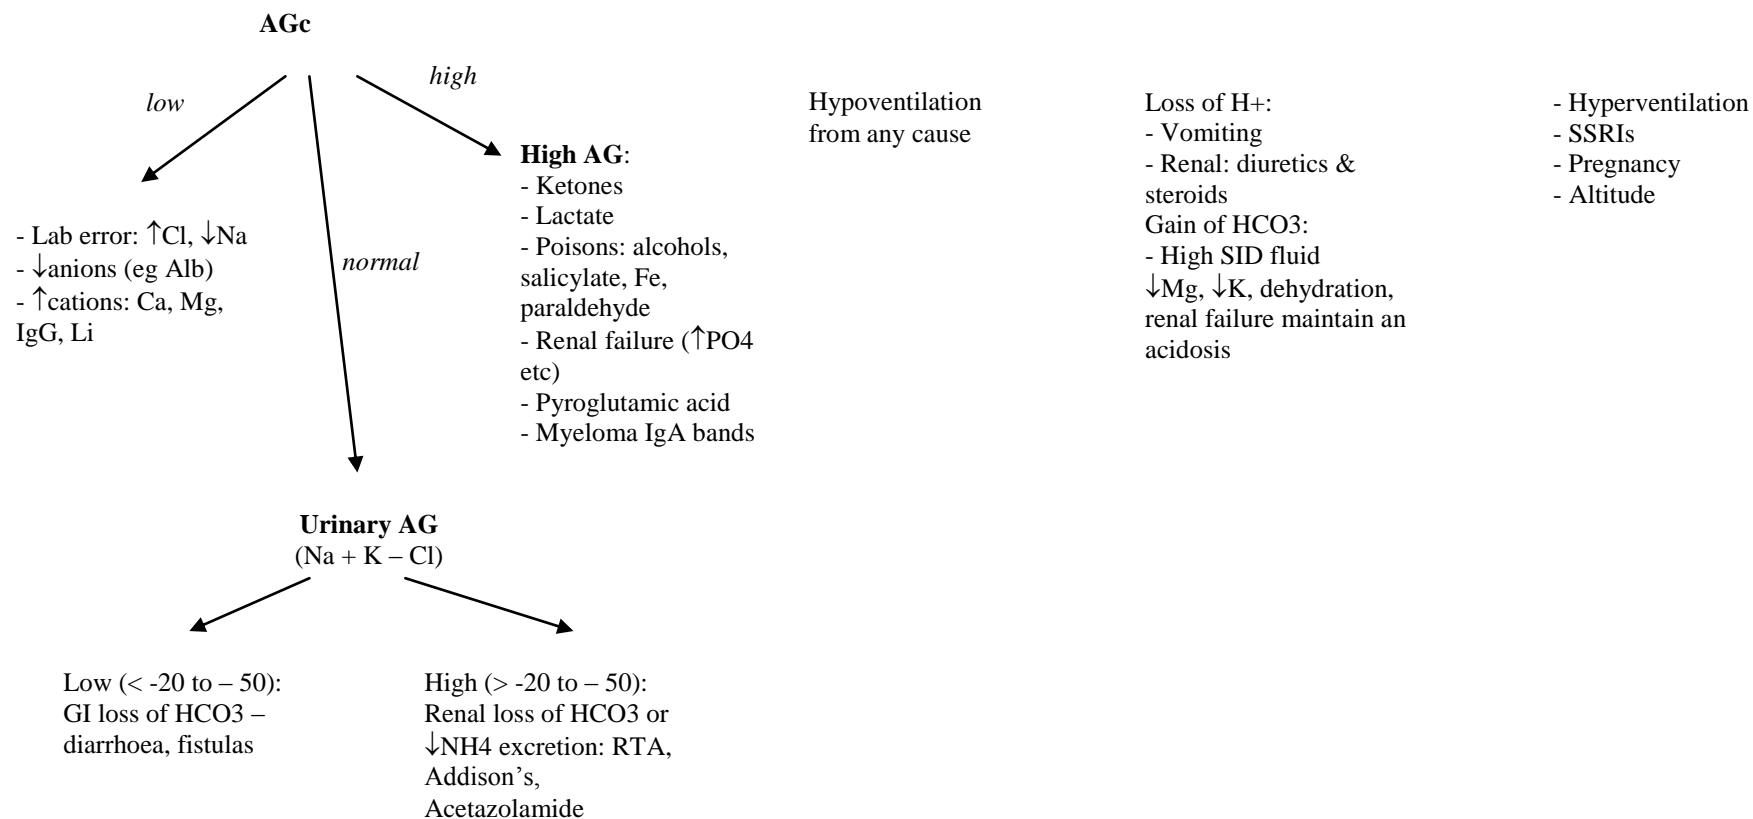 AGc
low
high
normal
- Lab error: ↑Cl, ↓Na
- ↓anions (eg Alb)
- ↑cations: Ca, Mg,
IgG, Li
High AG:
- Ketones
- Lactate
- Poisons: alcohols,
salicylate, Fe,
paraldehyde
- Renal failure (↑PO4
etc)
- Pyroglutamic acid
- Myeloma IgA bands
Urinary AG
(Na + K – Cl)
Low (< -20 to – 50):
GI loss of HCO3 –
diarrhoea, fistulas
High (> -20 to – 50):
Renal loss of HCO3 or
↓NH4 excretion: RTA,
Addison’s,
Acetazolamide
Hypoventilation
from any cause
Loss of H+:
- Vomiting
- Renal: diuretics &
steroids
Gain of HCO3:
- High SID fluid
↓Mg, ↓K, dehydration,
renal failure maintain an
acidosis
- Hyperventilation
- SSRIs
- Pregnancy
- Altitude